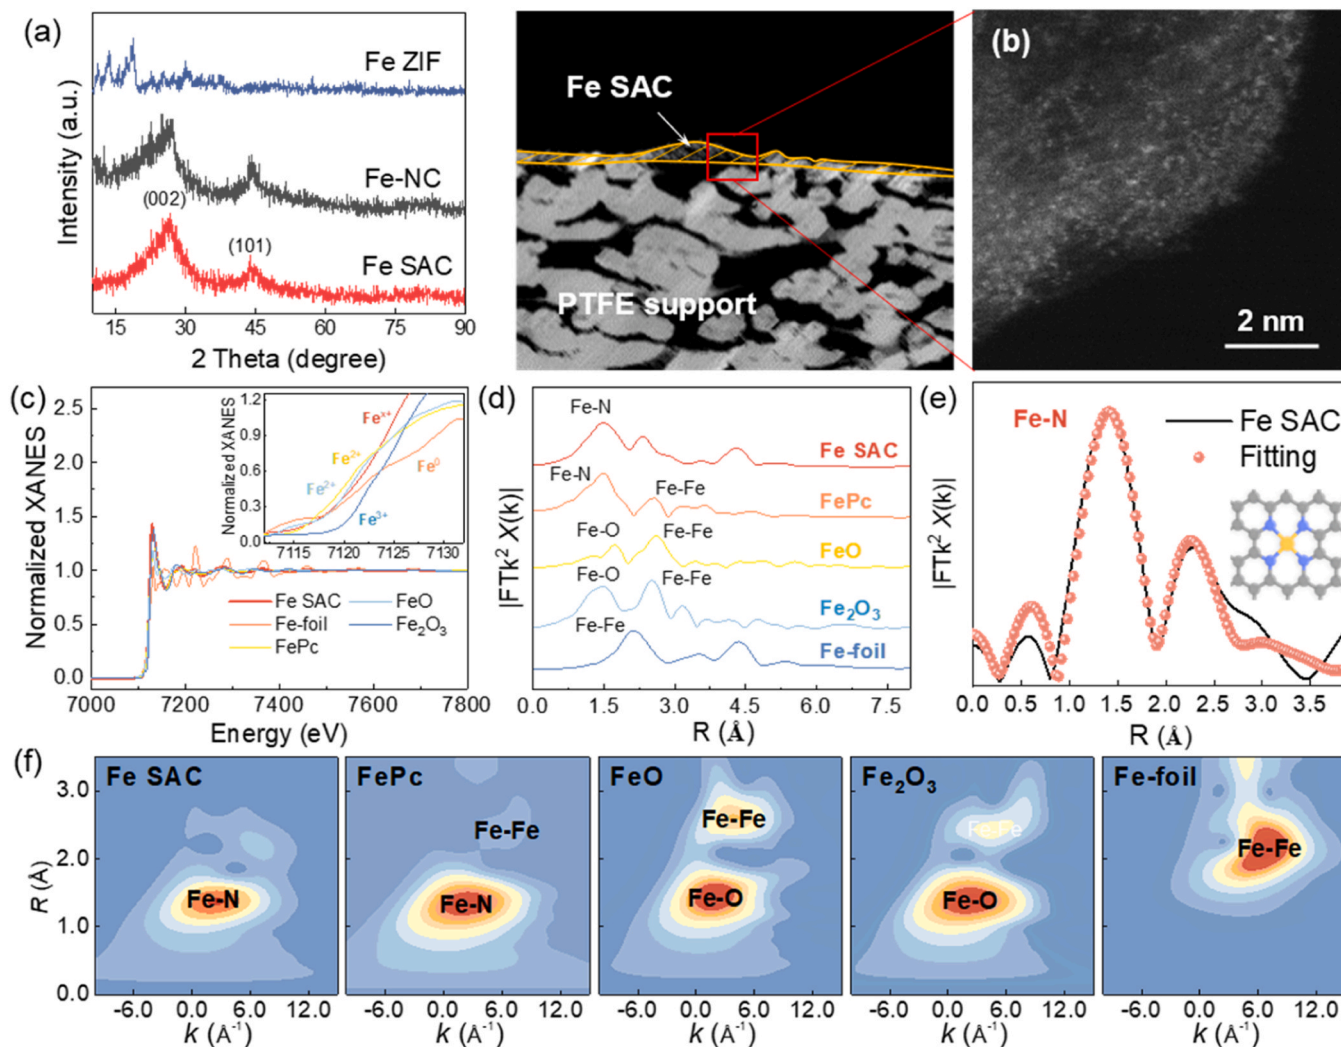 (a)
Fe ZIF
Fe-NC
(002)
(101)
Fe SAC
Intensity (a.u.)
15 30 45 60 75 90
2 Theta (degree)
Fe SAC
PTFE support
(b)
2 nm
(c)
Normalized XANES
2.5
2.0
1.5
1.0
0.5
0.0
7000 7200 7400 7600 7800
Energy (eV)
Fe SAC
Fe-foil
FePc
FeO
Fe₂O₃
Normalized XANES
1.2
0.9
0.6
0.3
0.0
7115 7120 7125 7130
Feˣ⁺
Fe²⁺
Fe²⁺
Fe⁰
Fe³⁺
(d)
|FTk² X(k)|
Fe-N
Fe SAC
Fe-N
Fe-Fe
FePc
Fe-O
Fe-Fe
FeO
Fe-O
Fe-Fe
Fe₂O₃
Fe-Fe
Fe-foil
0.0 1.5 3.0 4.5 6.0 7.5
R (Å)
(e)
Fe-N
Fe SAC
Fitting
|FTk² X(k)|
0.0 0.5 1.0 1.5 2.0 2.5 3.0 3.5
R (Å)
(f)
Fe SAC
FePc
FeO
Fe₂O₃
Fe-foil
R (Å)
3.0
2.0
1.0
0.0
Fe-N
Fe-Fe
Fe-N
Fe-Fe
Fe-O
Fe-Fe
Fe-O
Fe-Fe
-6.0 0.0 6.0 12.0
-6.0 0.0 6.0 12.0
-6.0 0.0 6.0 12.0
-6.0 0.0 6.0 12.0
-6.0 0.0 6.0 12.0
k (Å⁻¹)
k (Å⁻¹)
k (Å⁻¹)
k (Å⁻¹)
k (Å⁻¹)